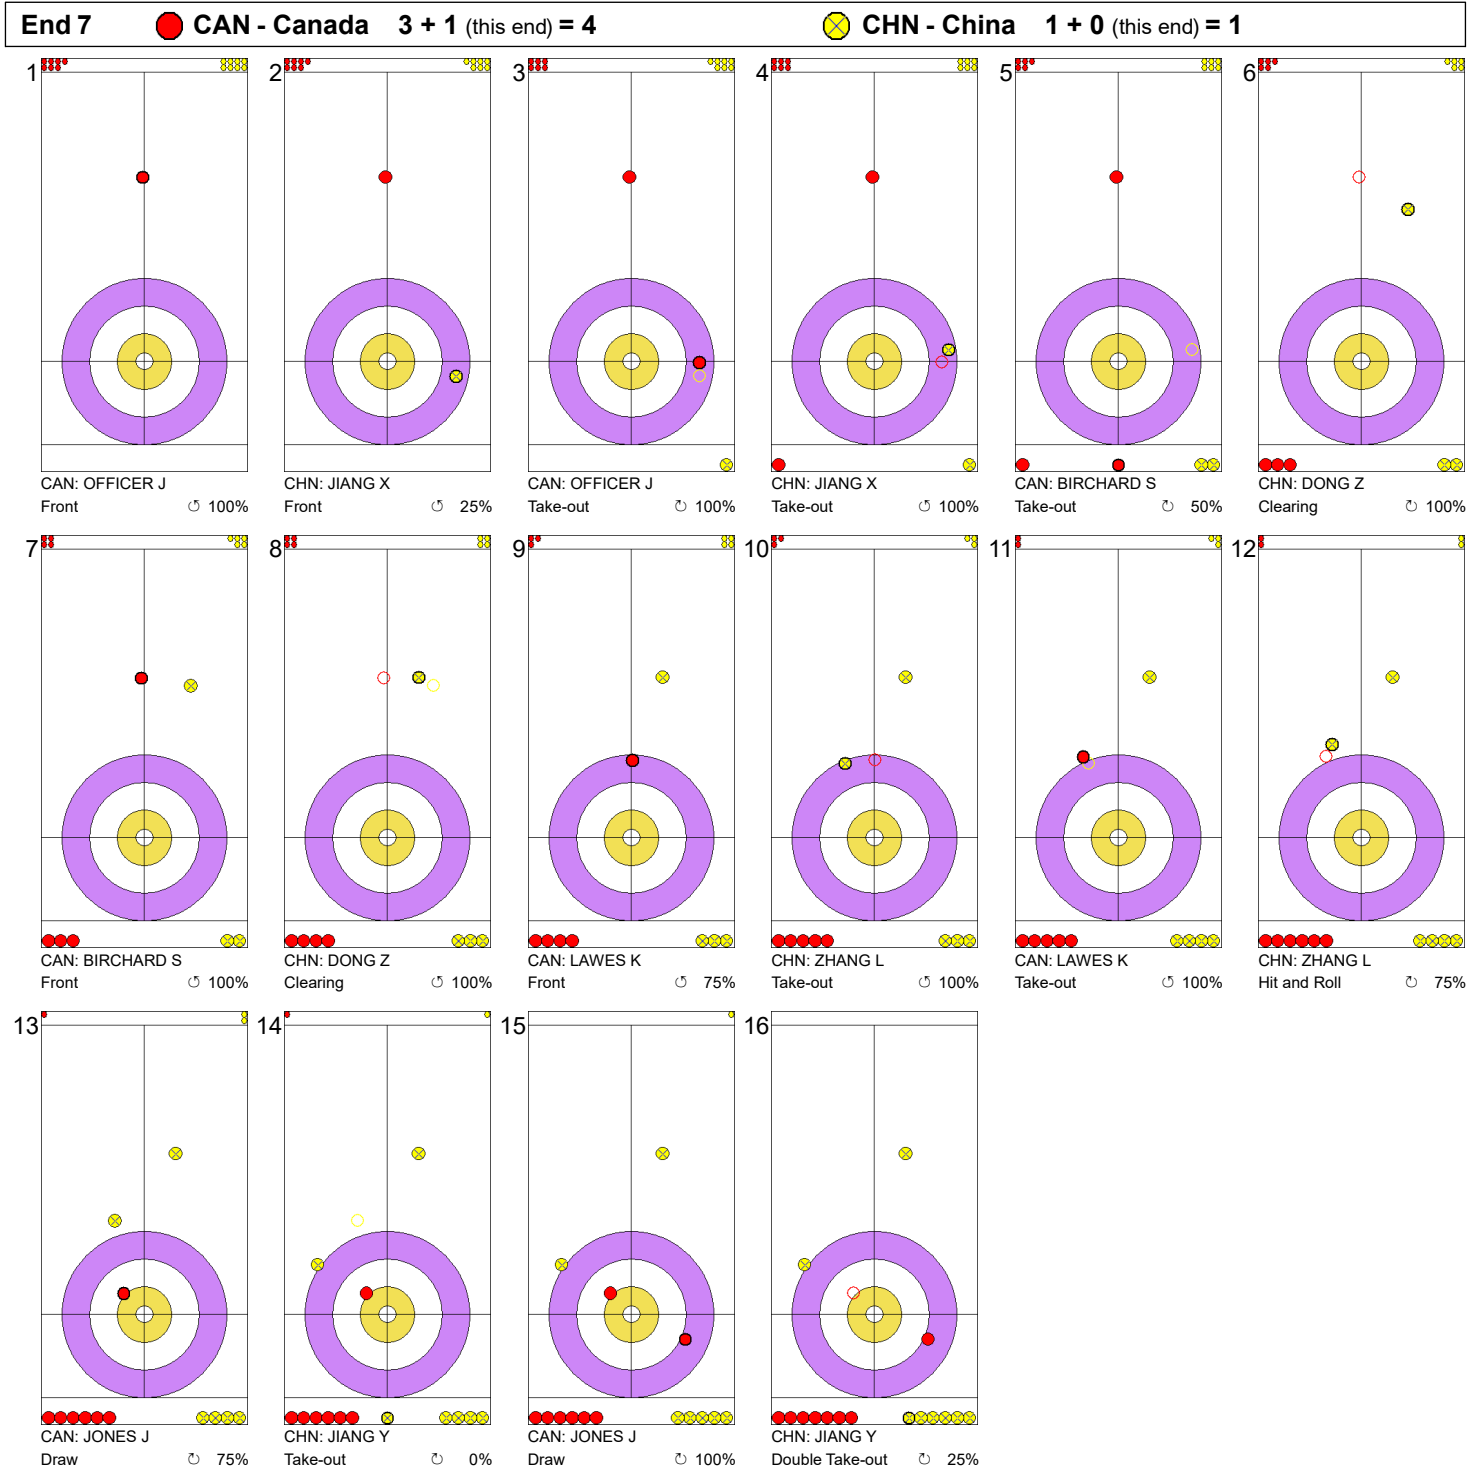 End 7 CAN - Canada 3 + 1 (this end) = 4 CHN - China 1 + 0 (this end) = 1
1 2 3 4 5 6
CAN: OFFICER J CHN: JIANG X CAN: OFFICER J CHN: JIANG X CAN: BIRCHARD S CHN: DONG Z
Front ↺ 100% Front ↺ 25% Take-out ↻ 100% Take-out ↻ 100% Take-out ↻ 50% Clearing ↻ 100%
7 8 9 10 11 12
CAN: BIRCHARD S CHN: DONG Z CAN: LAWES K CHN: ZHANG L CAN: LAWES K CHN: ZHANG L
Front ↺ 100% Clearing ↺ 100% Front ↺ 75% Take-out ↺ 100% Take-out ↺ 100% Hit and Roll ↻ 75%
13 14 15 16
CAN: JONES J CHN: JIANG Y CAN: JONES J CHN: JIANG Y
Draw ↻ 75% Take-out ↻ 0% Draw ↻ 100% Double Take-out ↻ 25%